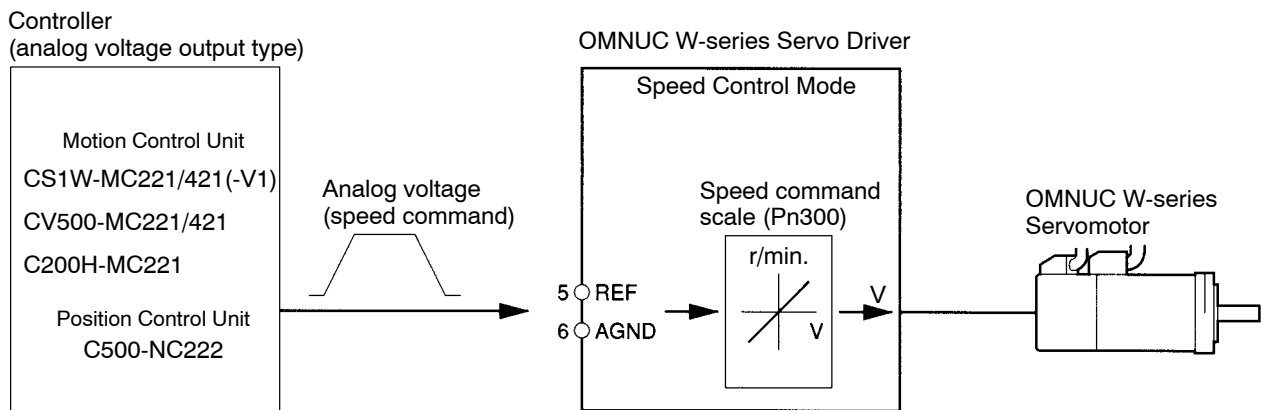 Controller
(analog voltage output type)
Motion Control Unit
CS1W-MC221/421(-V1)
CV500-MC221/421
C200H-MC221
Position Control Unit
C500-NC222
Analog voltage
(speed command)
OMNUC W-series Servo Driver
Speed Control Mode
5 REF
6 AGND
Speed command
scale (Pn300)
r/min.
V
V
OMNUC W-series
Servomotor